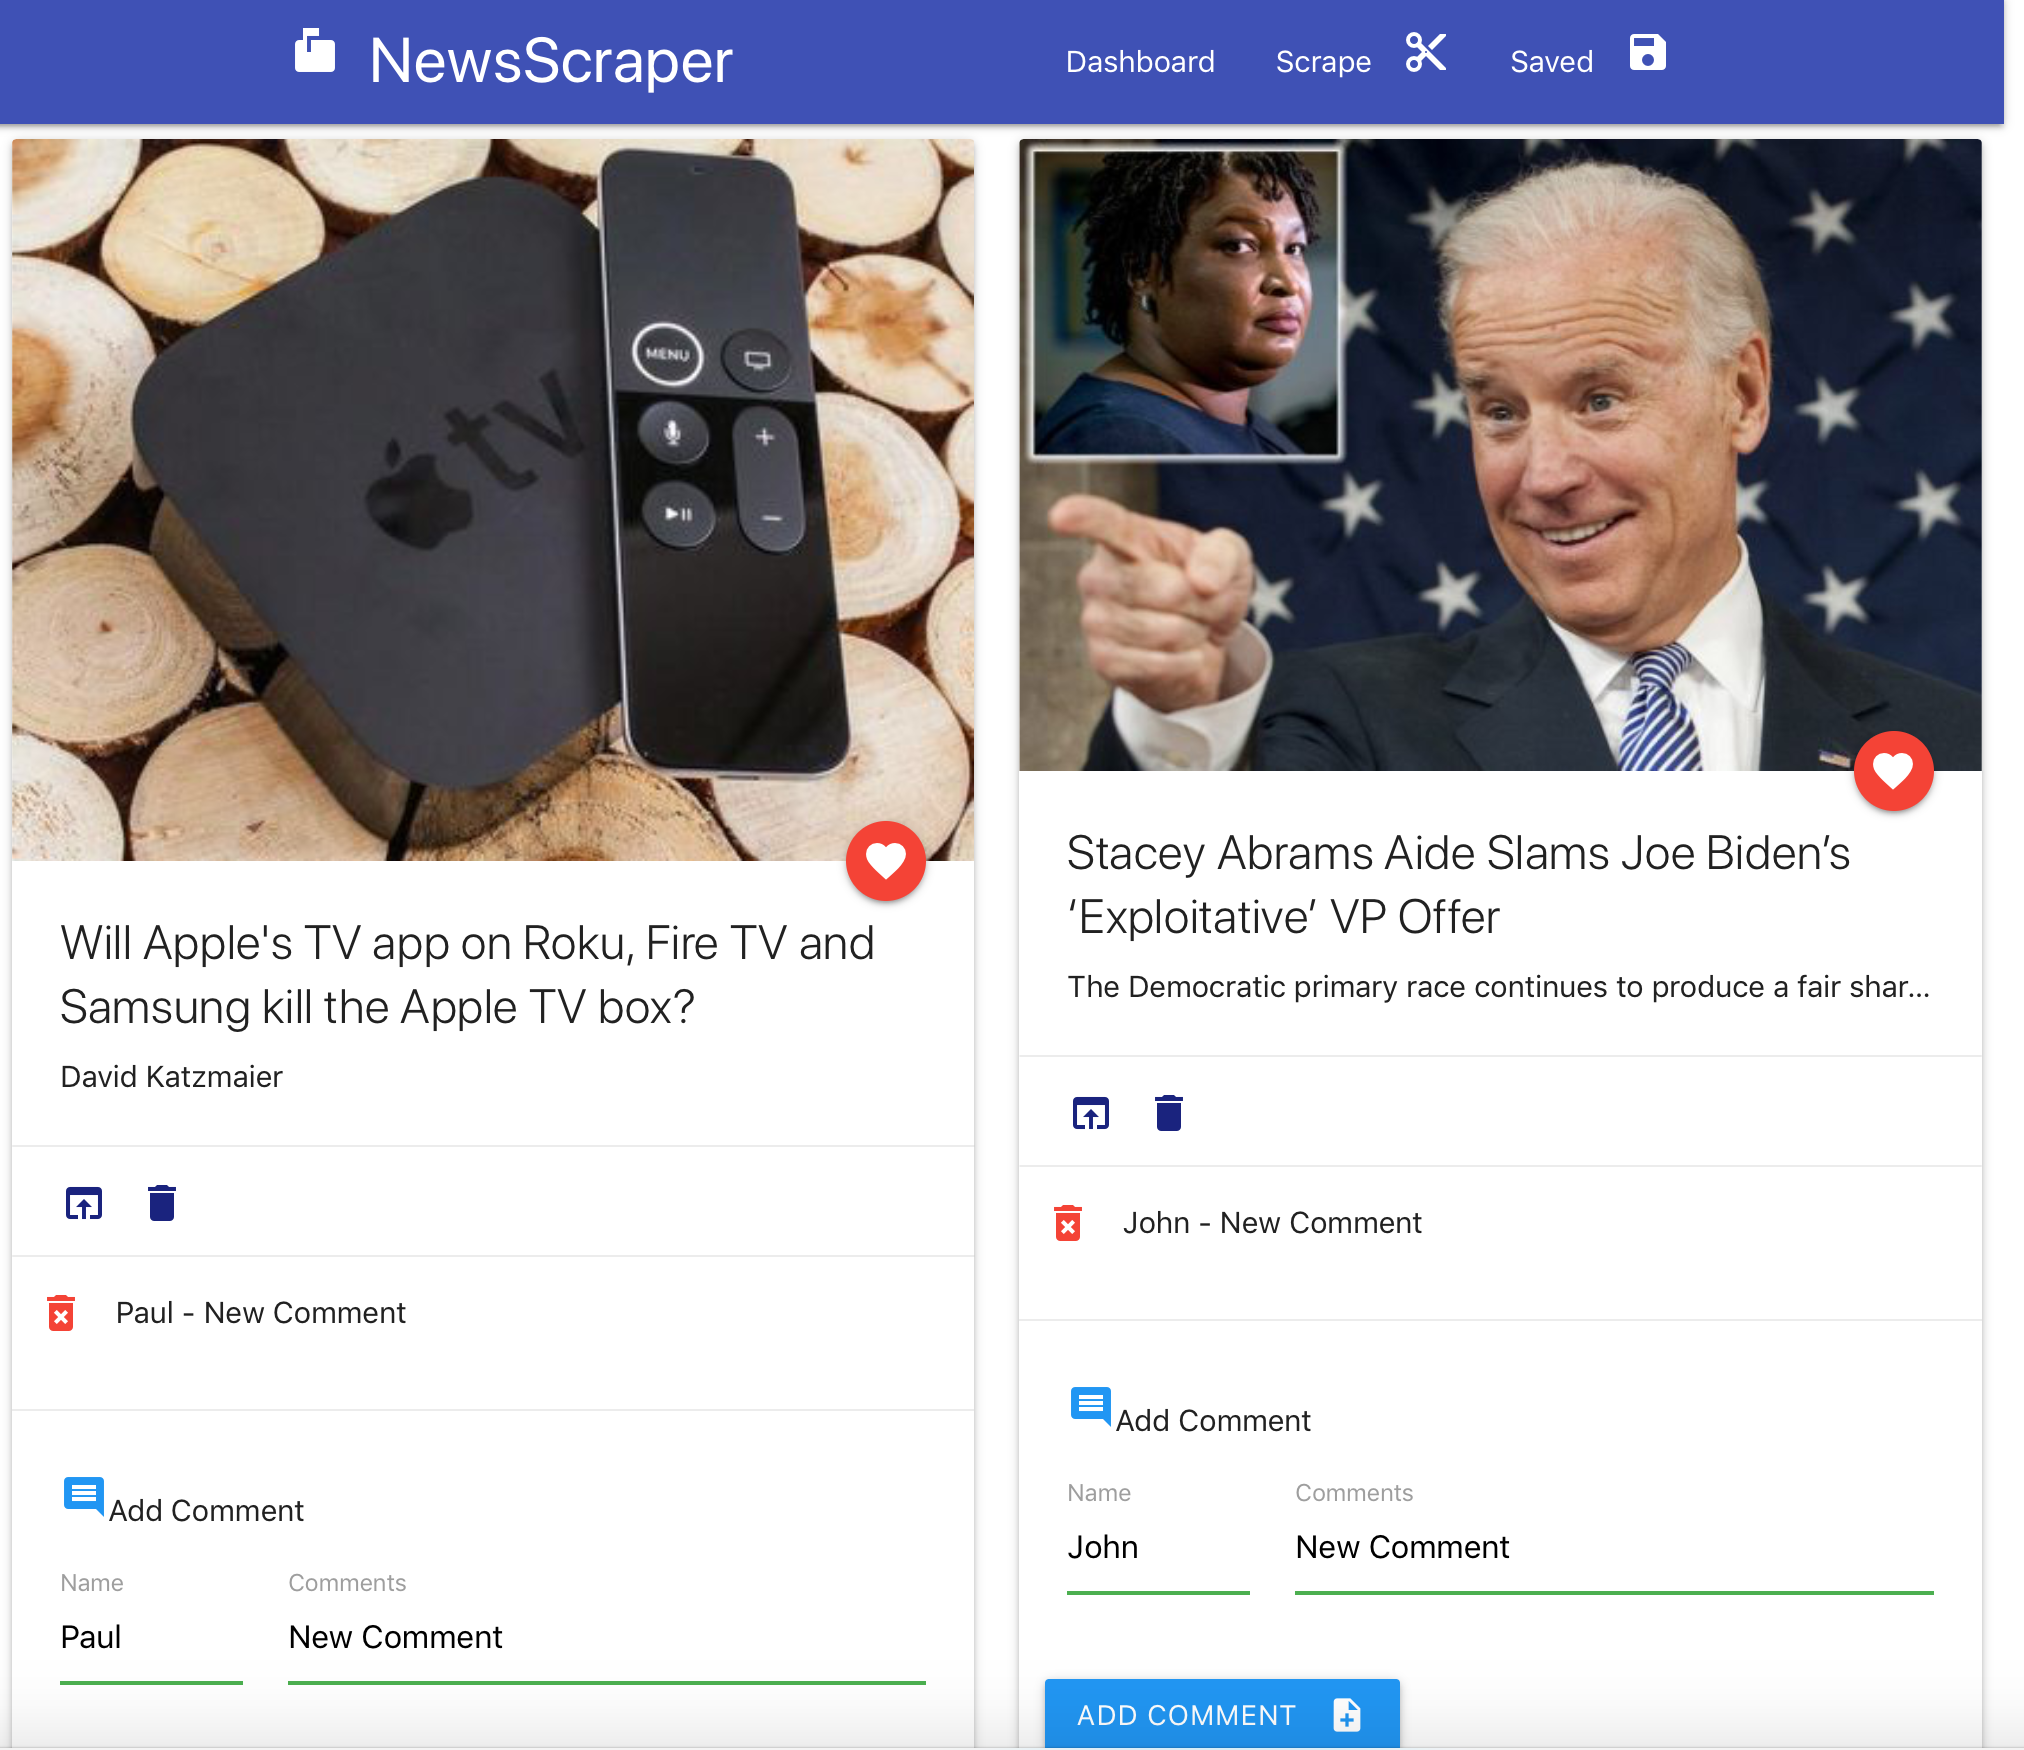 NewsScraper
Dashboard
Scrape
Saved
MENU
tv
Will Apple's TV app on Roku, Fire TV and
Samsung kill the Apple TV box?
David Katzmaier
Paul - New Comment
Add Comment
Name
Comments
Paul
New Comment
Stacey Abrams Aide Slams Joe Biden’s
‘Exploitative’ VP Offer
The Democratic primary race continues to produce a fair shar...
John - New Comment
Add Comment
Name
Comments
John
New Comment
ADD COMMENT